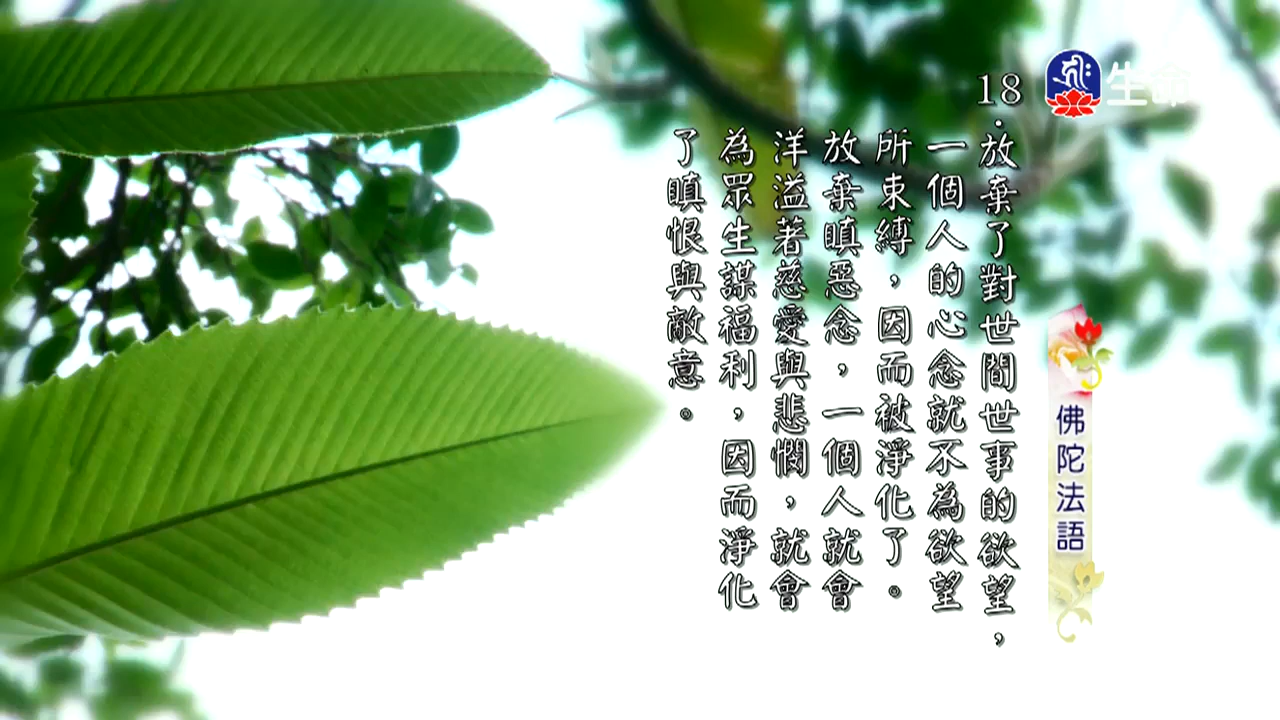 生命
佛陀法語
18.放棄了對世間世事的欲望，
一個人的心念就不為欲望
所束縛，因而被淨化了。
放棄瞋惡念，一個人就會
洋溢著慈愛與悲憫，就會
為眾生謀福利，因而淨化
了瞋恨與敵意。